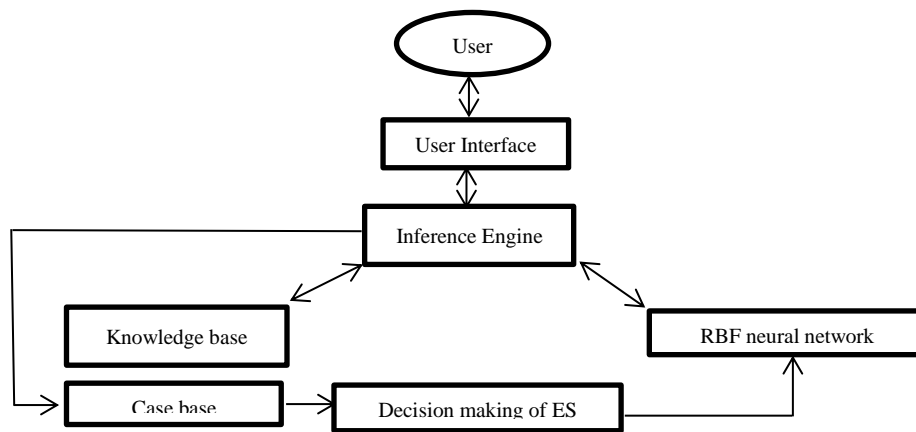 User
User Interface
Inference Engine
Knowledge base
RBF neural network
Case base
Decision making of ES